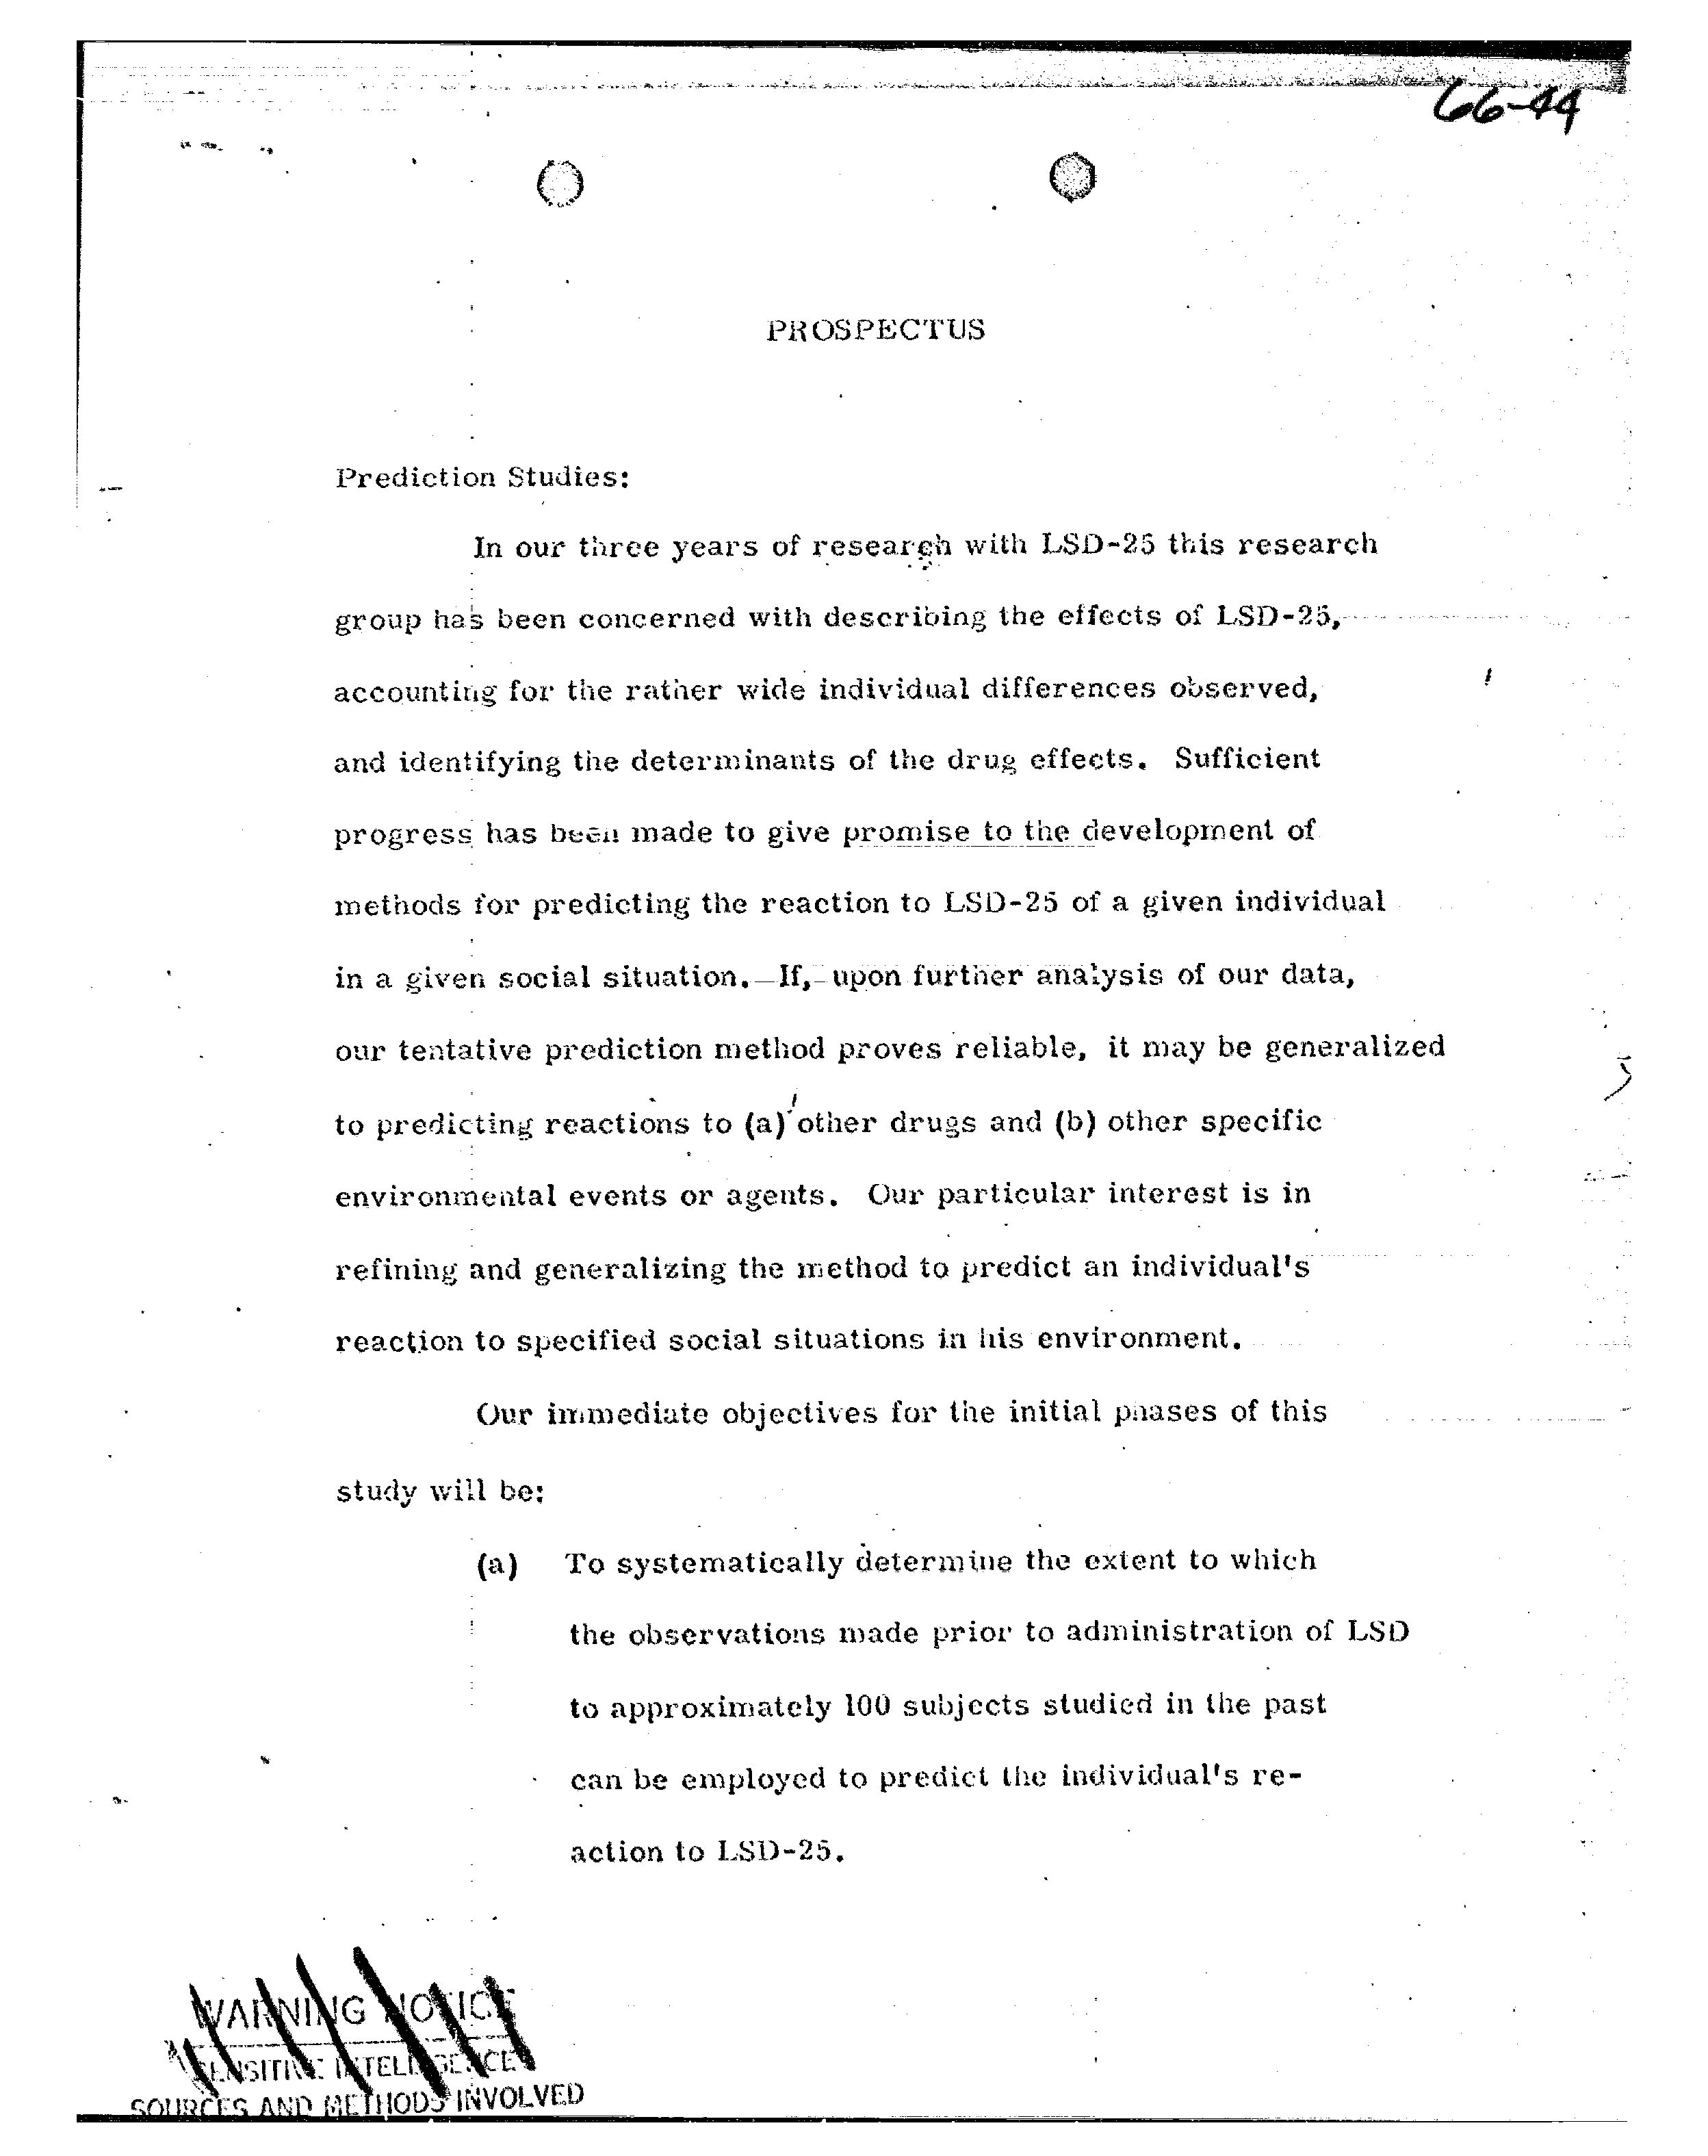 66-44
PROSPECTUS
Prediction Studies:
In our three years of research with LSD-25 this research
group has been concerned with describing the effects of LSD-25,
accounting for the rather wide individual differences observed,
and identifying the determinants of the drug effects. Sufficient
progress has been made to give promise to the development of
methods for predicting the reaction to LSD-25 of a given individual
in a given social situation. If, upon further analysis of our data,
our tentative prediction method proves reliable, it may be generalized
to predicting reactions to (a) other drugs and (b) other specific
environmental events or agents. Our particular interest is in
refining and generalizing the method to predict an individual's
reaction to specified social situations in his environment.
Our immediate objectives for the initial phases of this
study will be:
(a) To systematically determine the extent to which
the observations made prior to administration of LSD
to approximately 100 subjects studied in the past
can be employed to predict the individual's re-
action to LSD-25.
WARNING NOTICE
SENSITIVE INTELLIGENCE
SOURCES AND METHODS INVOLVED